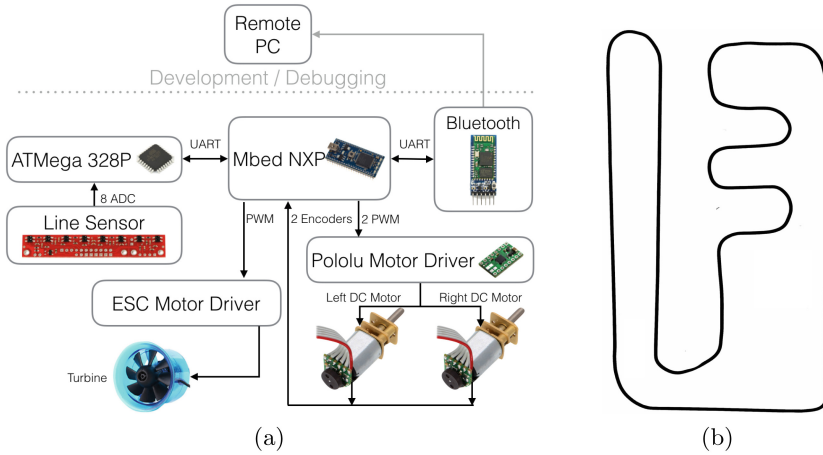 Remote
PC
Development / Debugging
Bluetooth
ATMega 328P
UART
Mbed NXP
UART
8 ADC
Line Sensor
PWM
2 Encoders
2 PWM
Pololu Motor Driver
ESC Motor Driver
Left DC Motor
Right DC Motor
Turbine
(a)
(b)